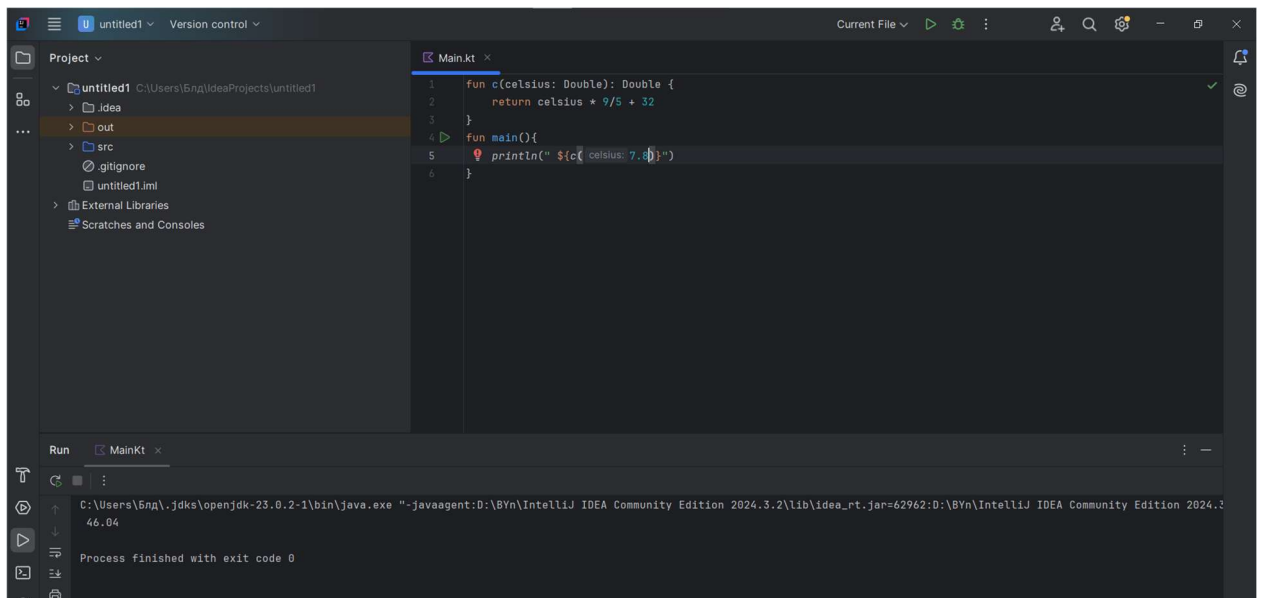 U untitled1 Version control Current File
Project
Main.kt
untitled1 C:\Users\Блд\IdeaProjects\untitled1
.idea
out
src
.gitignore
untitled1.iml
External Libraries
Scratches and Consoles
1 fun c(celsius: Double): Double {
2 return celsius * 9/5 + 32
3 }
4 fun main(){
5 println(" ${c( celsius: 7.8)}")
6 }
Run MainKt
C:\Users\Блд\.jdks\openjdk-23.0.2-1\bin\java.exe "-javaagent:D:\BYn\IntelliJ IDEA Community Edition 2024.3.2\lib\idea_rt.jar=62962:D:\BYn\IntelliJ IDEA Community Edition 2024.3
46.04
Process finished with exit code 0